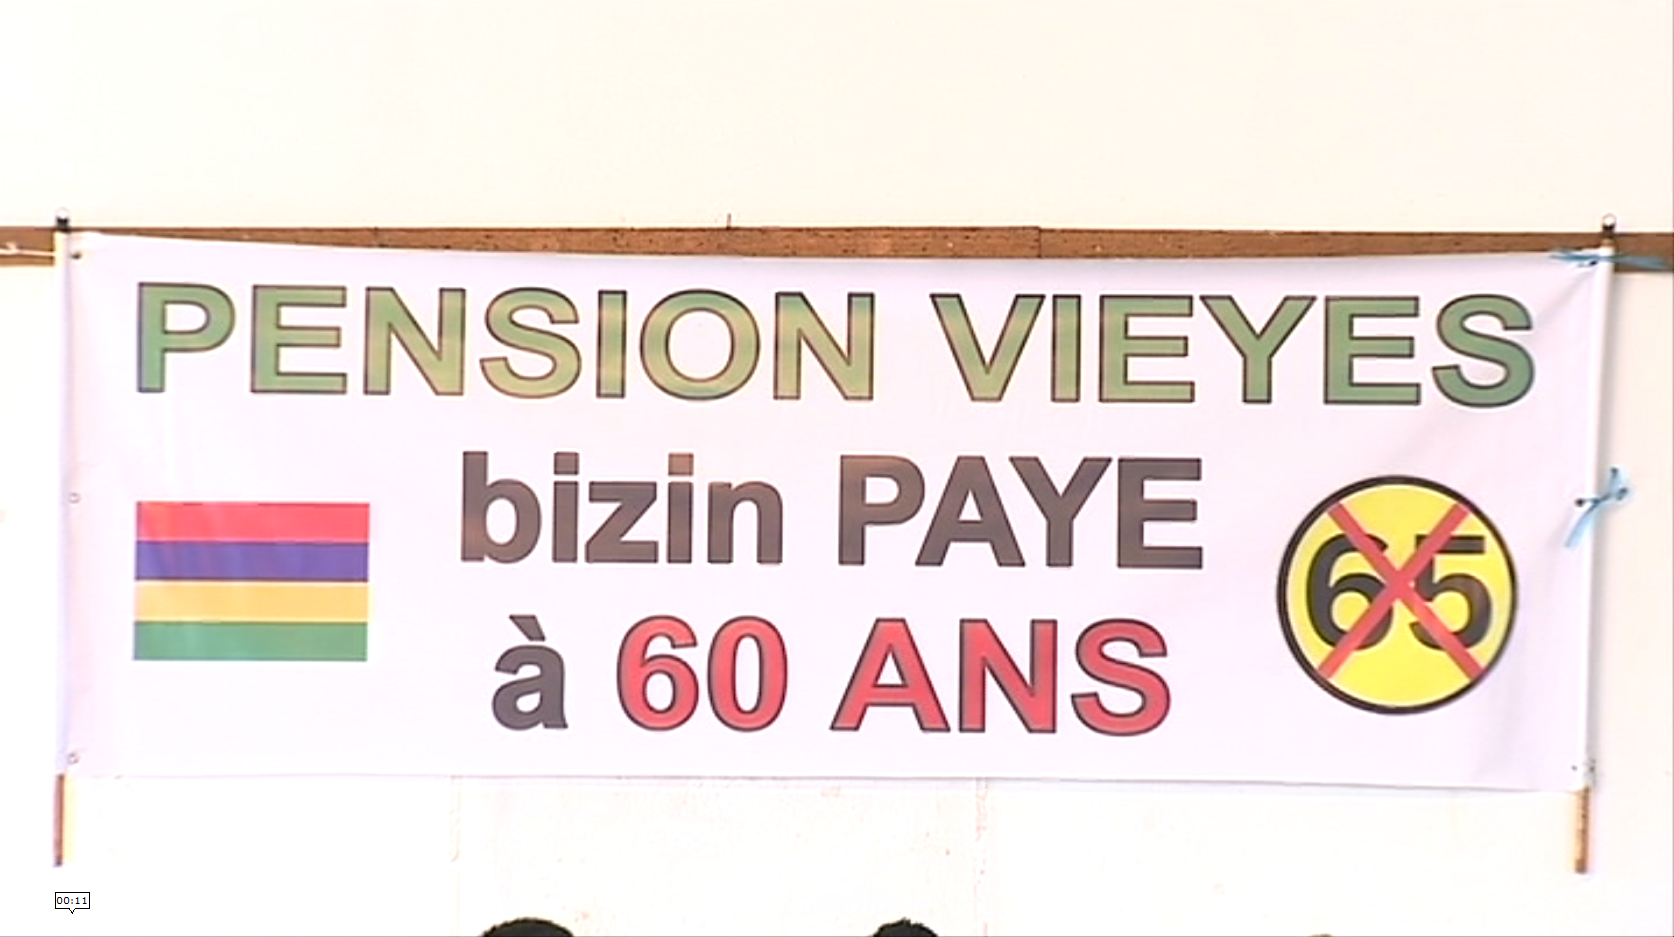 PENSION VIEYES
bizin PAYE
à 60 ANS
65
00:11